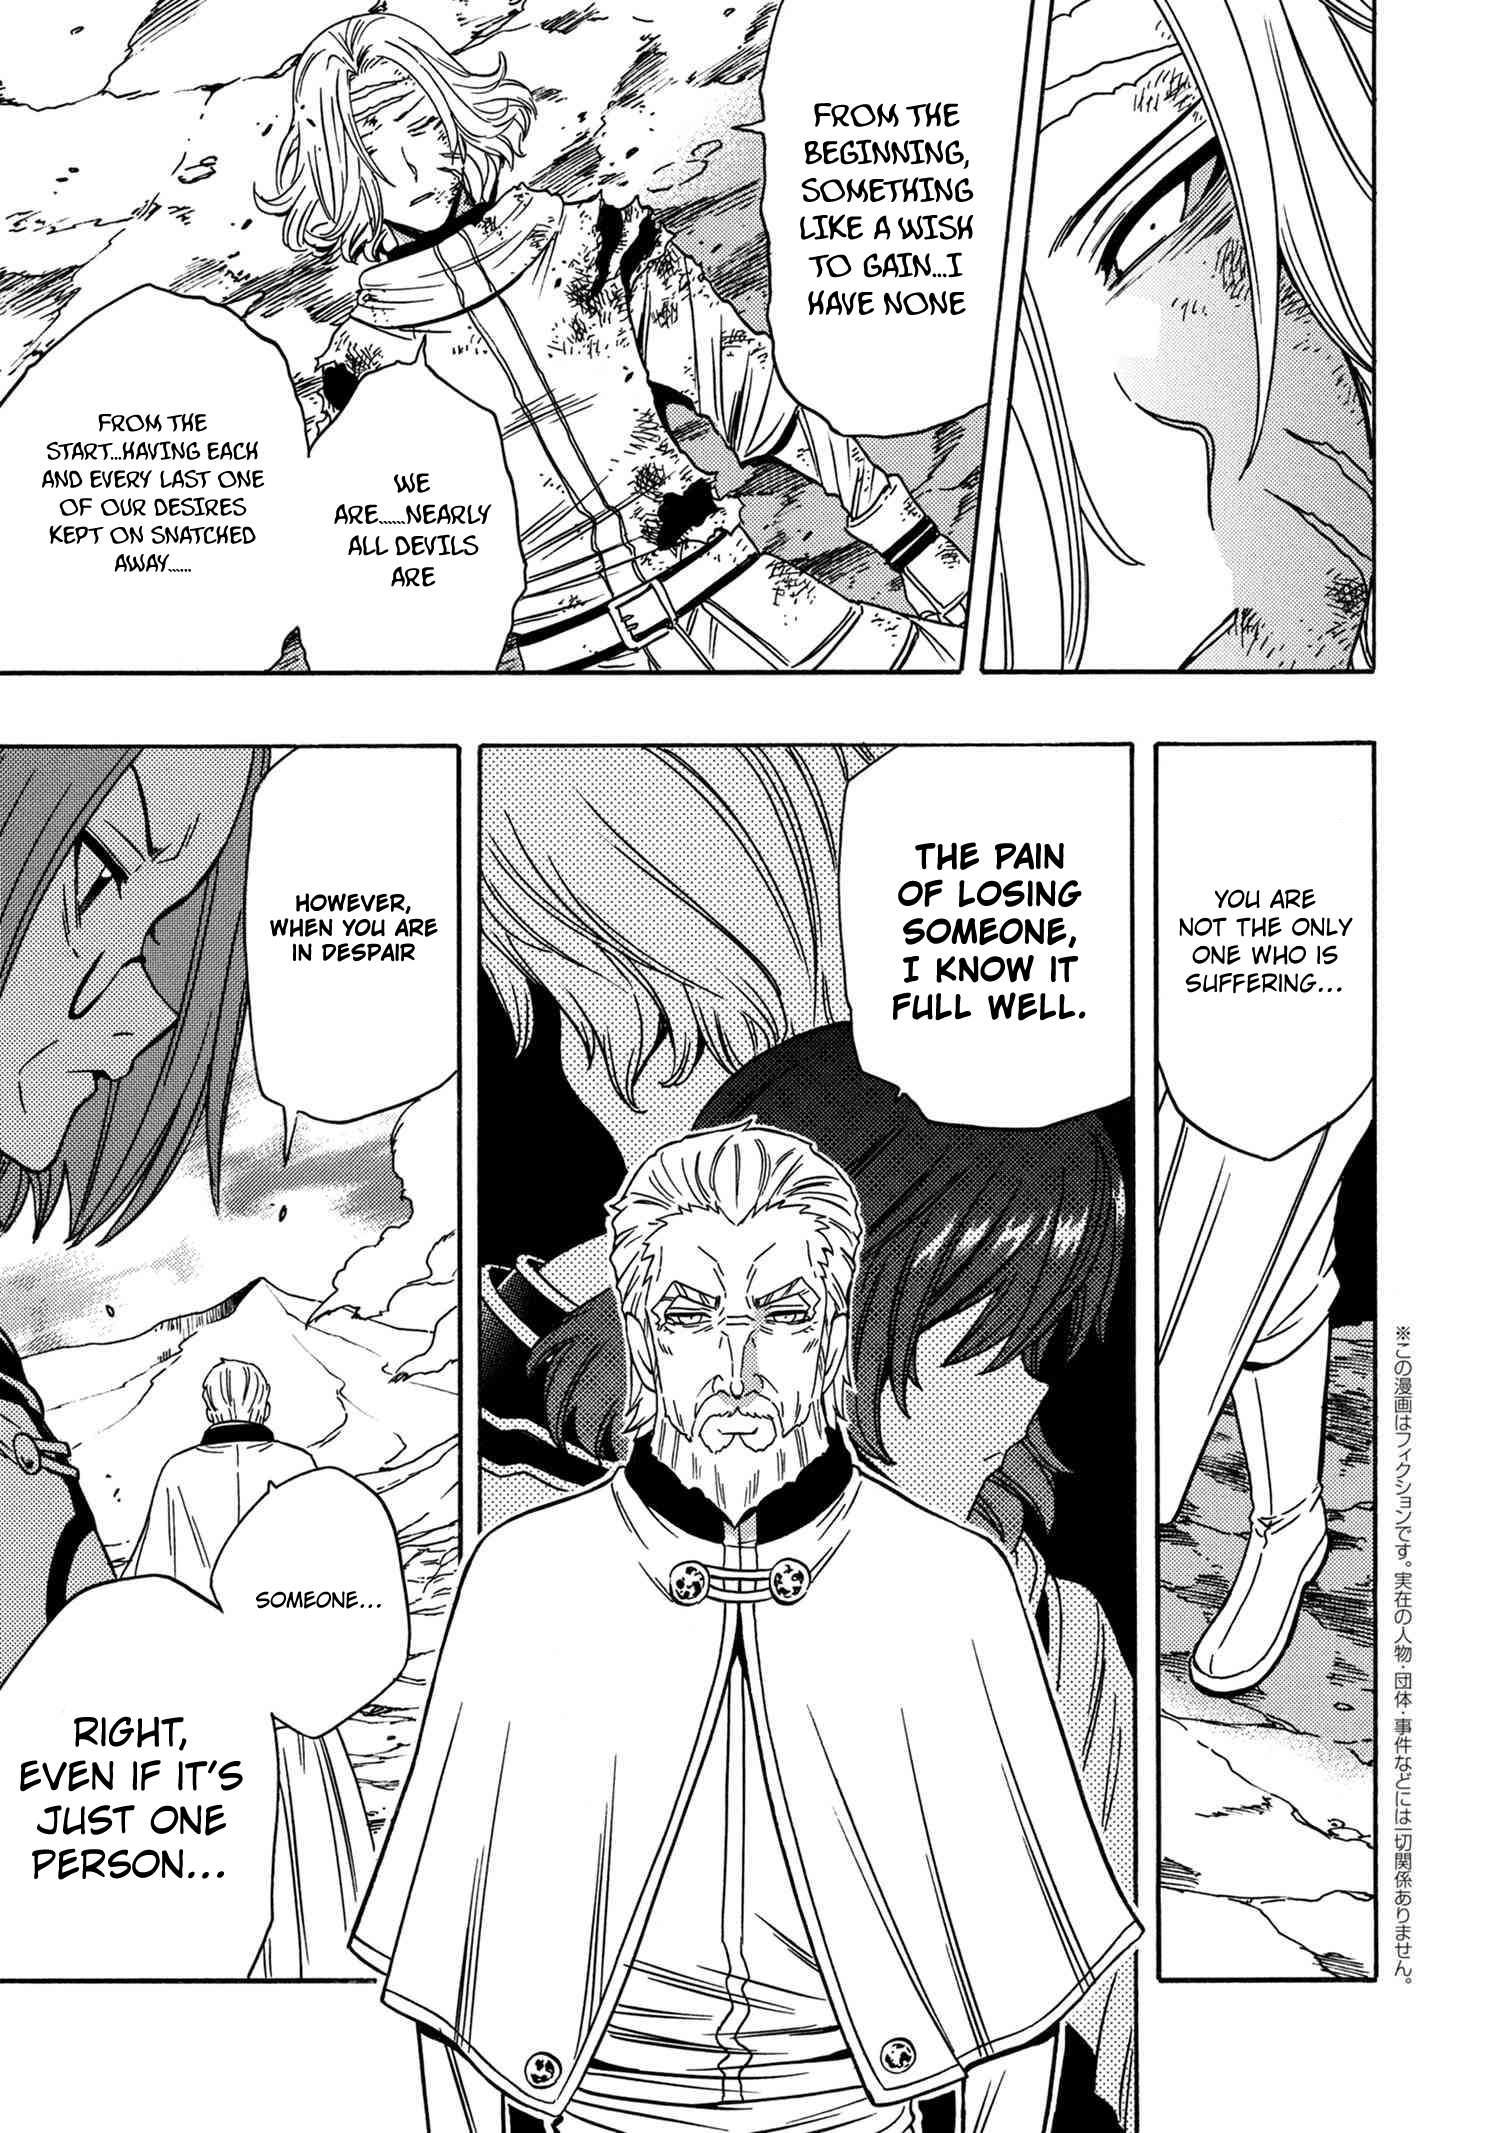 FROM THE
BEGINNING,
SOMETHING
LIKE A WISH
TO GAIN...I
HAVE NONE
WE
ARE......NEARLY
ALL DEVILS
ARE
FROM THE
START...HAVING EACH
AND EVERY LAST ONE
OF OUR DESIRES
KEPT ON SNATCHED
AWAY......
YOU ARE
NOT THE ONLY
ONE WHO IS
SUFFERING...
THE PAIN
OF LOSING
SOMEONE,
I KNOW IT
FULL WELL.
HOWEVER,
WHEN YOU ARE
IN DESPAIR
SOMEONE...
RIGHT,
EVEN IF IT'S
JUST ONE
PERSON...
※この漫画はフィクションです。実在の人物・団体・事件などには一切関係ありません。